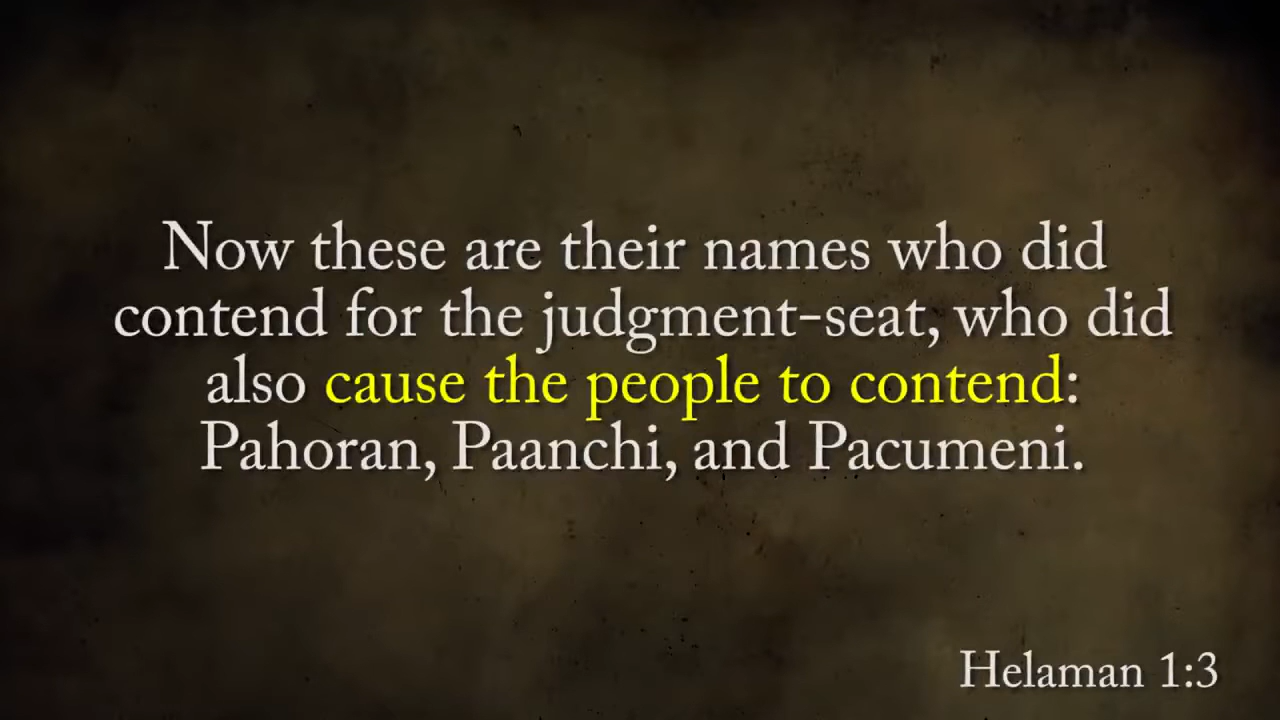 Now these are their names who did
contend for the judgment-seat, who did
also cause the people to contend:
Pahoran, Paanchi, and Pacumeni.
Helaman 1:3